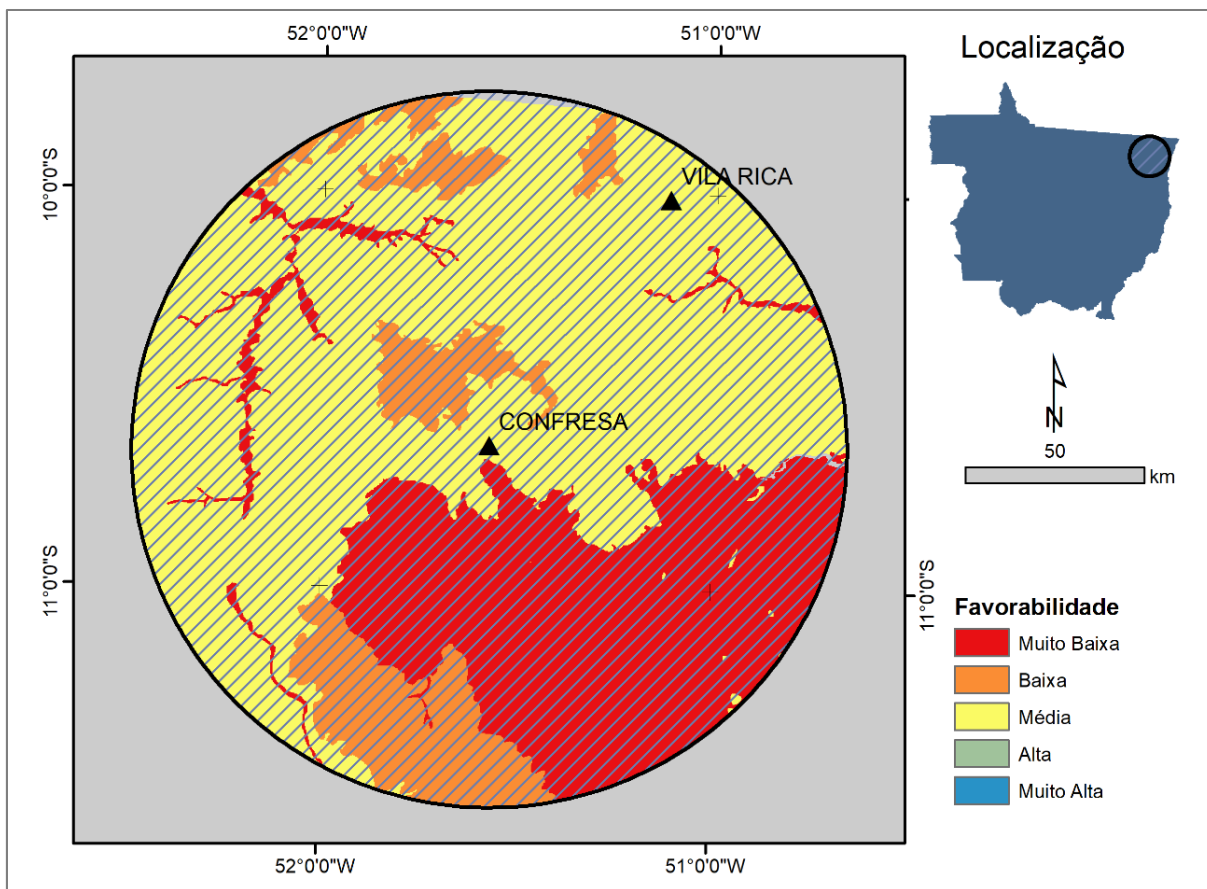 52°0'0"W
51°0'0"W
Localização
10°0'0"S
VILA RICA
CONFRESA
N
50
km
11°0'0"S
11°0'0"S
Favorabilidade
Muito Baixa
Baixa
Média
Alta
Muito Alta
52°0'0"W
51°0'0"W